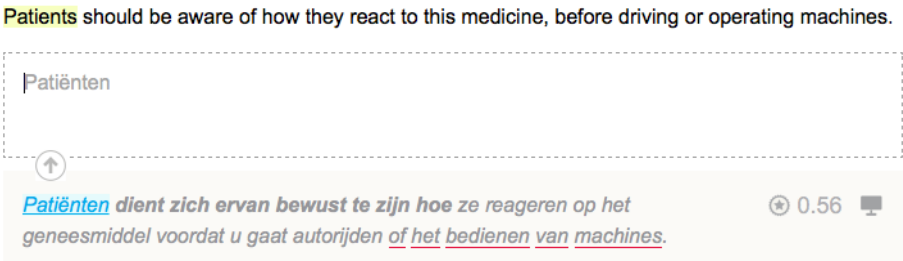 Patients should be aware of how they react to this medicine, before driving or operating machines.
Patiënten
Patiënten dient zich ervan bewust te zijn hoe ze reageren op het
0.56
geneesmiddel voordat u gaat autorijden of het bedienen van machines.